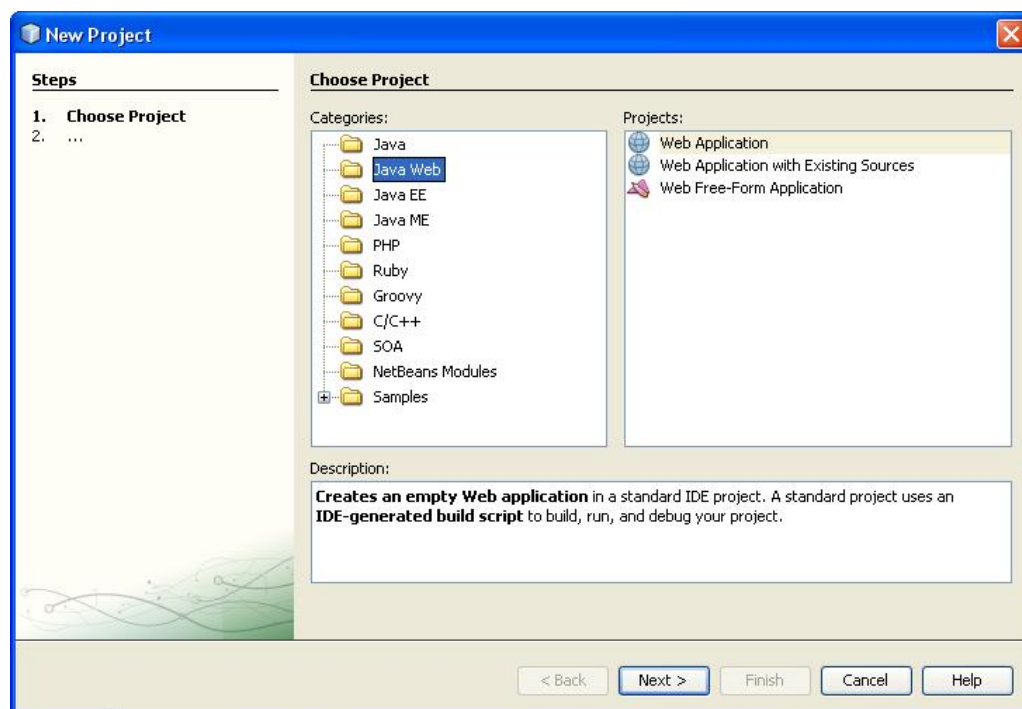 New Project
Steps
1. Choose Project
2. ...
Choose Project
Categories:
Java
Java Web
Java EE
Java ME
PHP
Ruby
Groovy
C/C++
SOA
NetBeans Modules
Samples
Projects:
Web Application
Web Application with Existing Sources
Web Free-Form Application
Description:
Creates an empty Web application in a standard IDE project. A standard project uses an
IDE-generated build script to build, run, and debug your project.
< Back
Next >
Finish
Cancel
Help